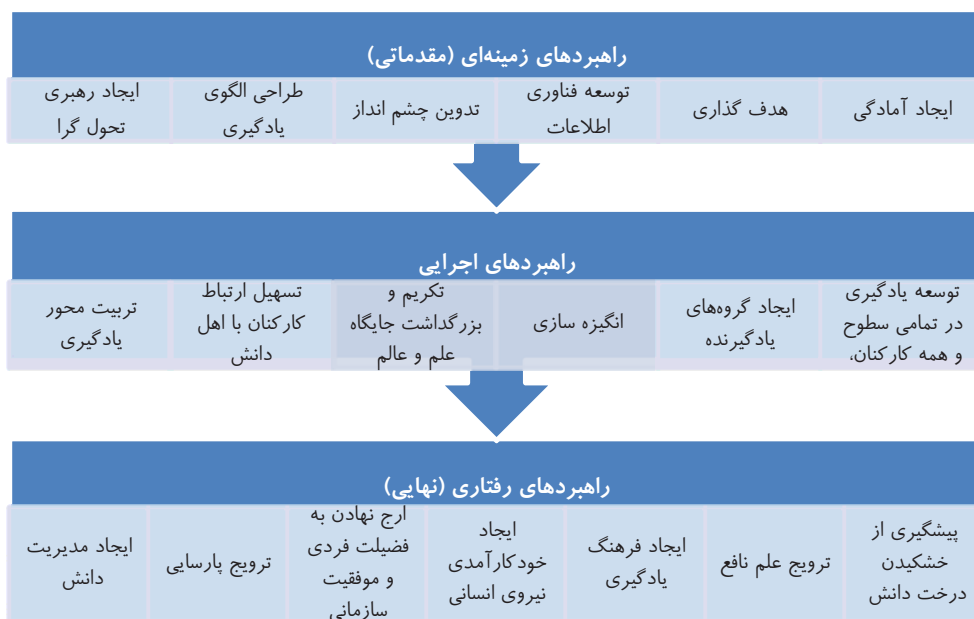 راهبردهای زمینه‌ای (مقدماتی)
ایجاد آمادگی
هدف گذاری
توسعه فناوری
اطلاعات
تدوین چشم انداز
طراحی الگوی
یادگیری
ایجاد رهبری
تحول گرا
راهبردهای اجرایی
توسعه یادگیری
در تمامی سطوح
و همه کارکنان،
ایجاد گروه‌های
یادگیرنده
انگیزه سازی
تکریم و
بزرگداشت جایگاه
علم و عالم
تسهیل ارتباط
کارکنان با اهل
دانش
تربیت محور
یادگیری
راهبردهای رفتاری (نهایی)
پیشگیری از
خشکیدن
درخت دانش
ترویج علم نافع
ایجاد فرهنگ
یادگیری
ایجاد
خودکارآمدی
نیروی انسانی
ارج نهادن به
فضیلت فردی
و موفقیت
سازمانی
ترویج پارسایی
ایجاد مدیریت
دانش